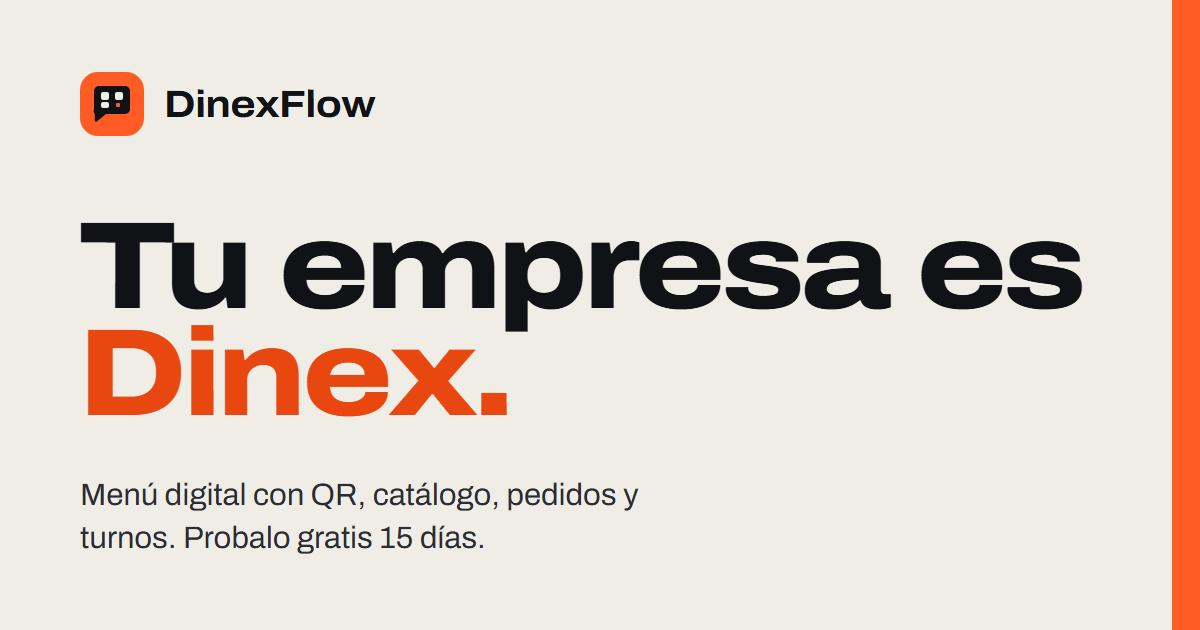 DinexFlow
Tu empresa es
Dinex.
Menú digital con QR, catálogo, pedidos y
turnos. Probalo gratis 15 días.